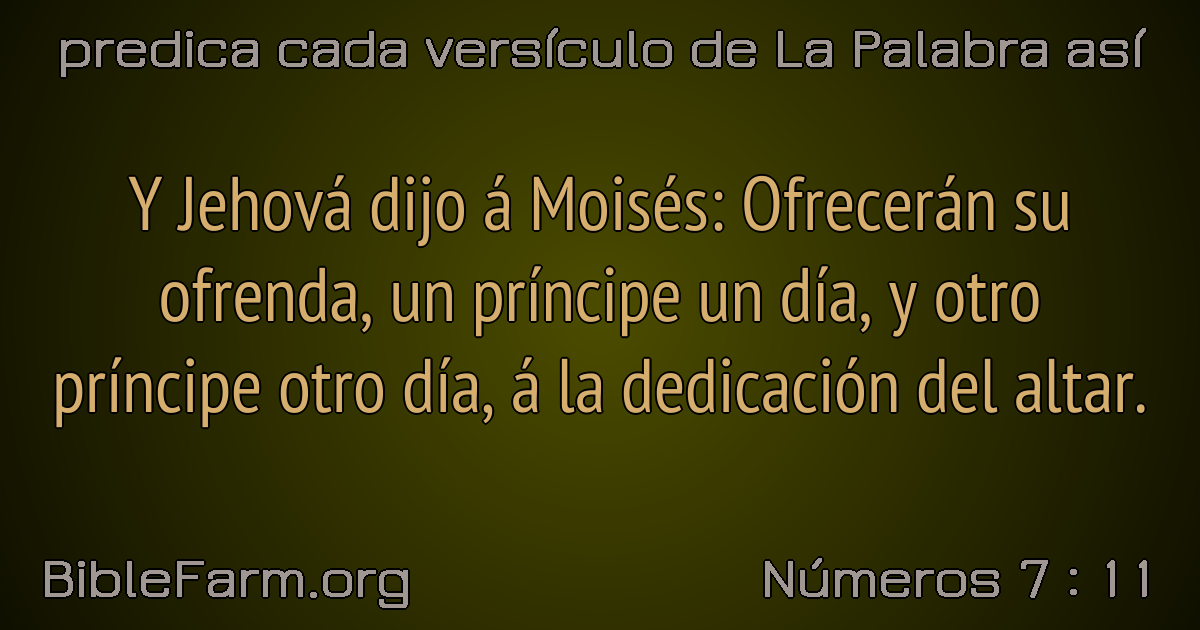 predica cada versículo de La Palabra así
Y Jehová dijo á Moisés: Ofrecerán su
ofrenda, un príncipe un día, y otro
príncipe otro día, á la dedicación del altar.
BibleFarm.org
Números 7 : 11